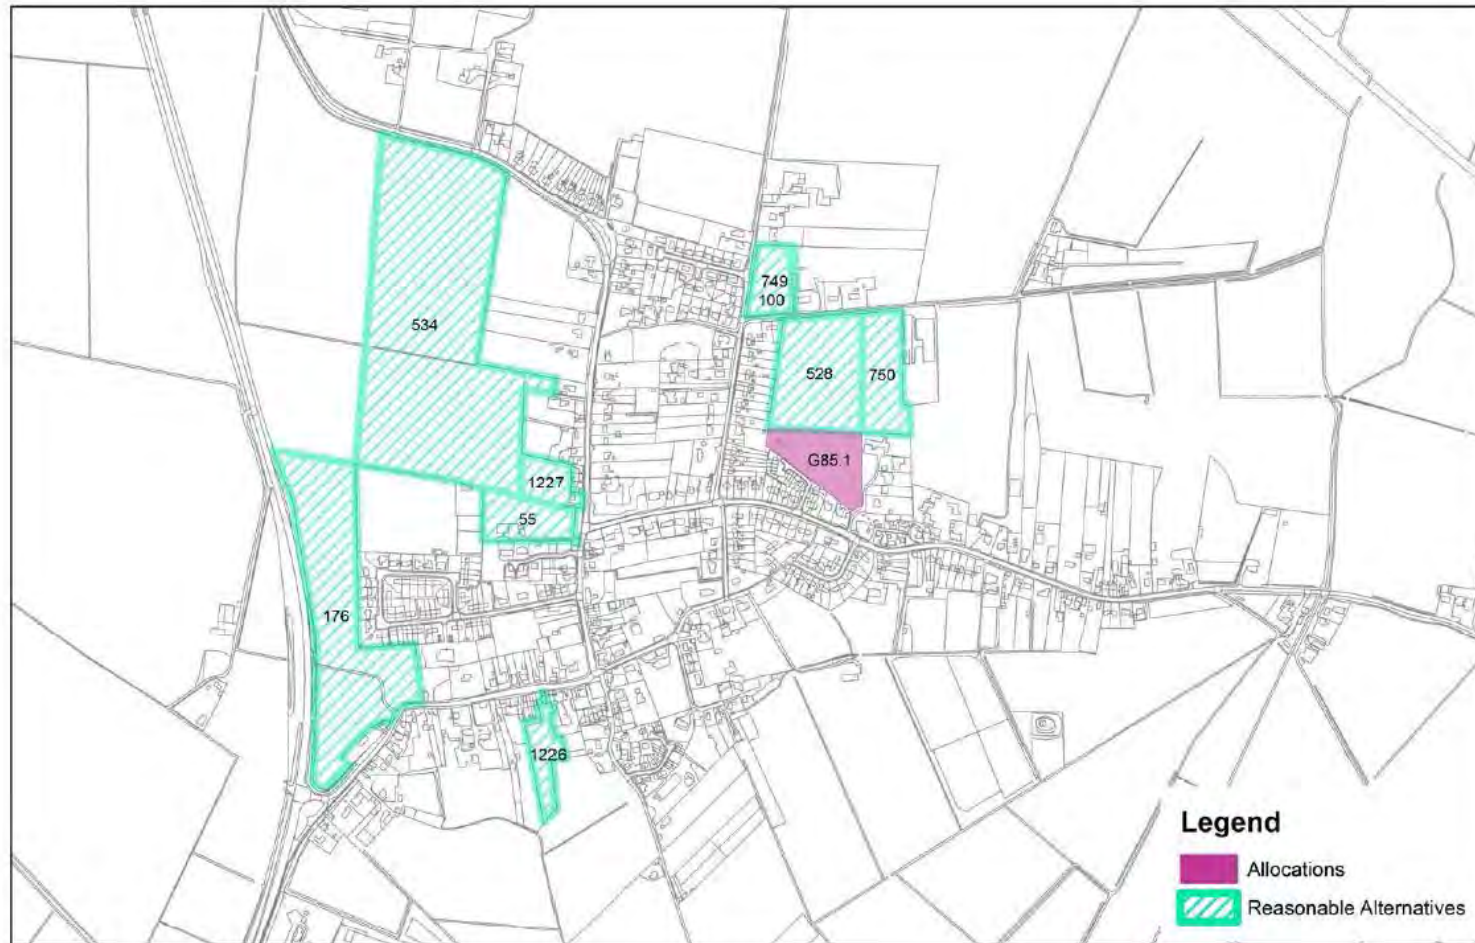 749
100
534
528
750
G85.1
1227
55
176
1226
Legend
Allocations
Reasonable Alternatives